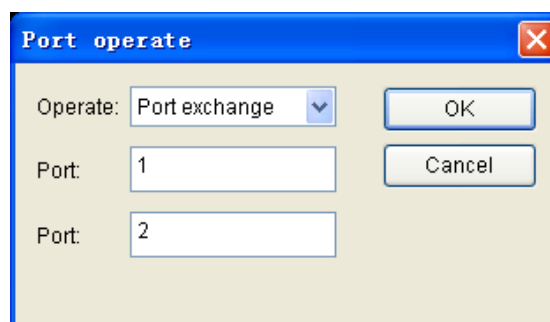 Port operate
Operate: Port exchange OK
Port: 1 Cancel
Port: 2